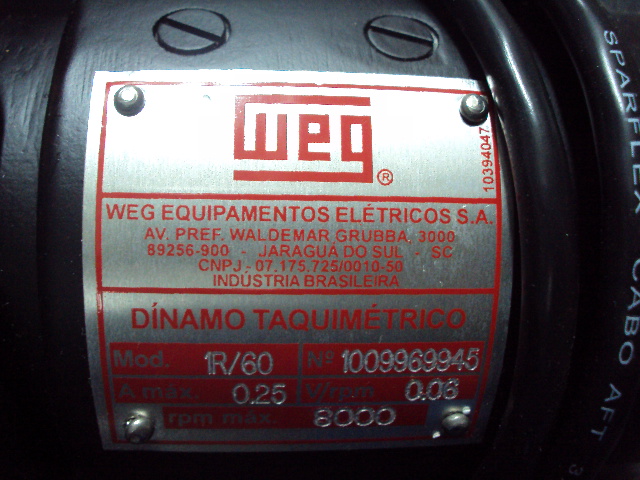 weg ®
10394047
WEG EQUIPAMENTOS ELÉTRICOS S.A.
AV. PREF. WALDEMAR GRUBBA, 3000
89256-900 - JARAGUÁ DO SUL - SC
CNPJ - 07.175.725/0010-50
INDÚSTRIA BRASILEIRA
DÍNAMO TAQUIMÉTRICO
Mod. 1R/60 Nº 1009969945
A máx. 0.25 V/rpm 0.06
rpm máx. 6000
SPARFLEX CABO AFT 3